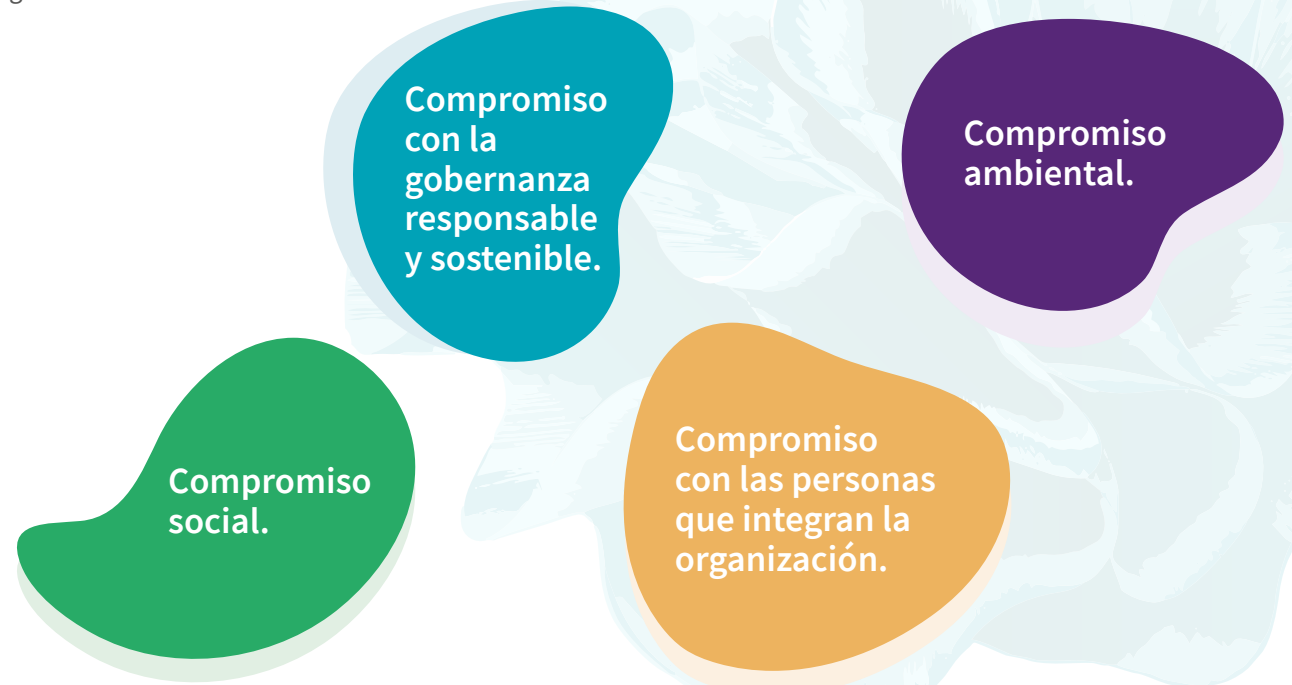 Compromiso
con la
gobernanza
responsable
y sostenible.
Compromiso
ambiental.
Compromiso
social.
Compromiso
con las personas
que integran la
organización.